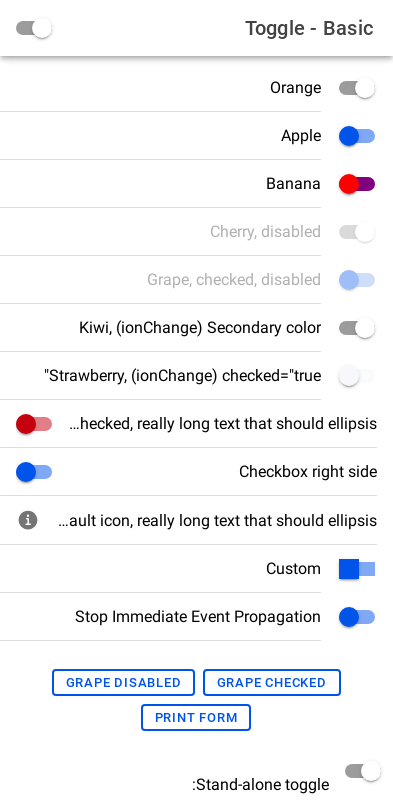 Toggle - Basic
Orange
Apple
Banana
Cherry, disabled
Grape, checked, disabled
Kiwi, (ionChange) Secondary color
"Strawberry, (ionChange) checked="true
...hecked, really long text that should ellipsis
Checkbox right side
...ault icon, really long text that should ellipsis
Custom
Stop Immediate Event Propagation
GRAPE DISABLED GRAPE CHECKED
PRINT FORM
:Stand-alone toggle